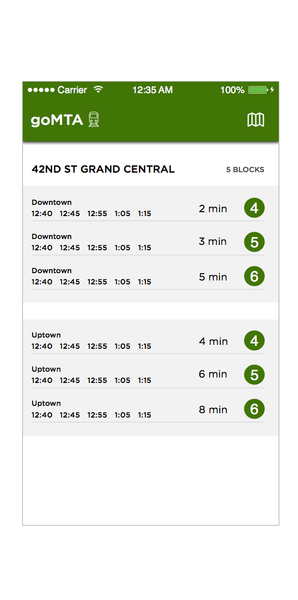 Carrier 12:35 AM 100%
goMTA
42ND ST GRAND CENTRAL 5 BLOCKS
Downtown
12:40 12:45 12:55 1:05 1:15 2 min 4
Downtown
12:40 12:45 12:55 1:05 1:15 3 min 5
Downtown
12:40 12:45 12:55 1:05 1:15 5 min 6
Uptown
12:40 12:45 12:55 1:05 1:15 4 min 4
Uptown
12:40 12:45 12:55 1:05 1:15 6 min 5
Uptown
12:40 12:45 12:55 1:05 1:15 8 min 6